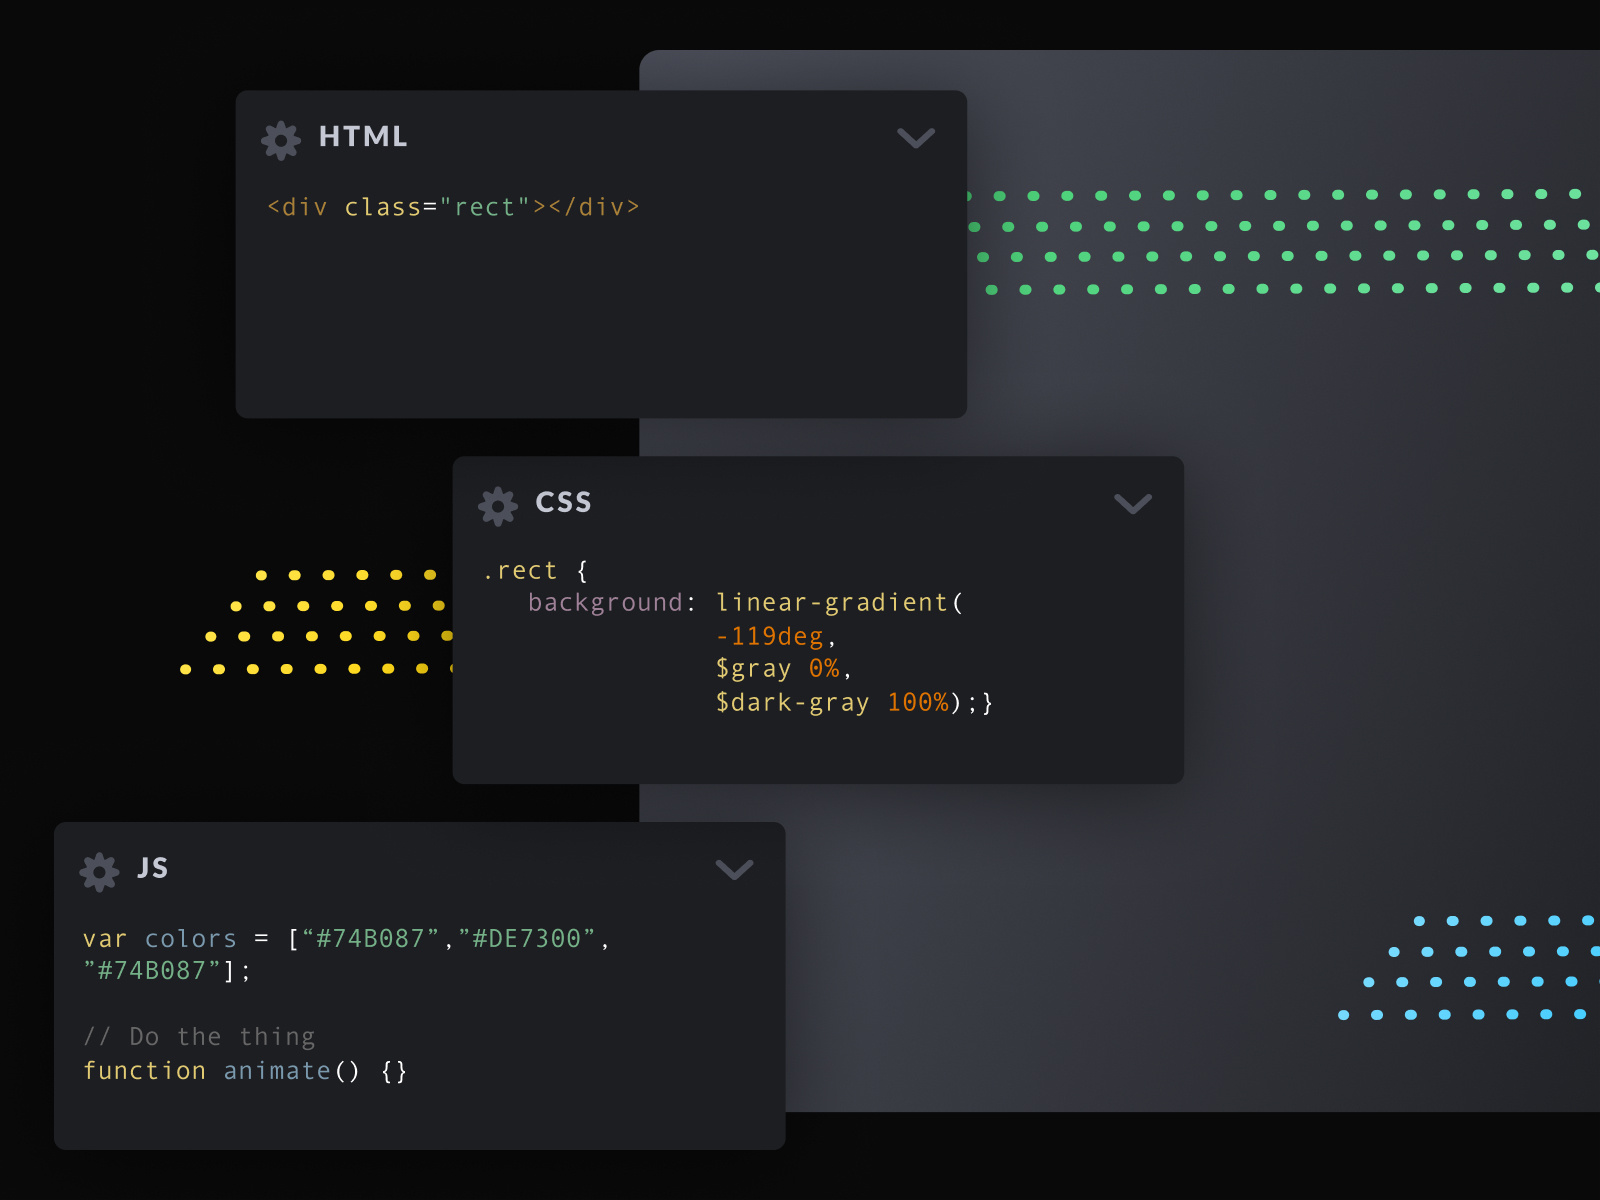 HTML
<div class="rect"></div>
CSS
.rect {
background: linear-gradient(
-119deg,
$gray 0%,
$dark-gray 100%);}
JS
var colors = [“#74B087”,”#DE7300”,
”#74B087”];
// Do the thing
function animate() {}